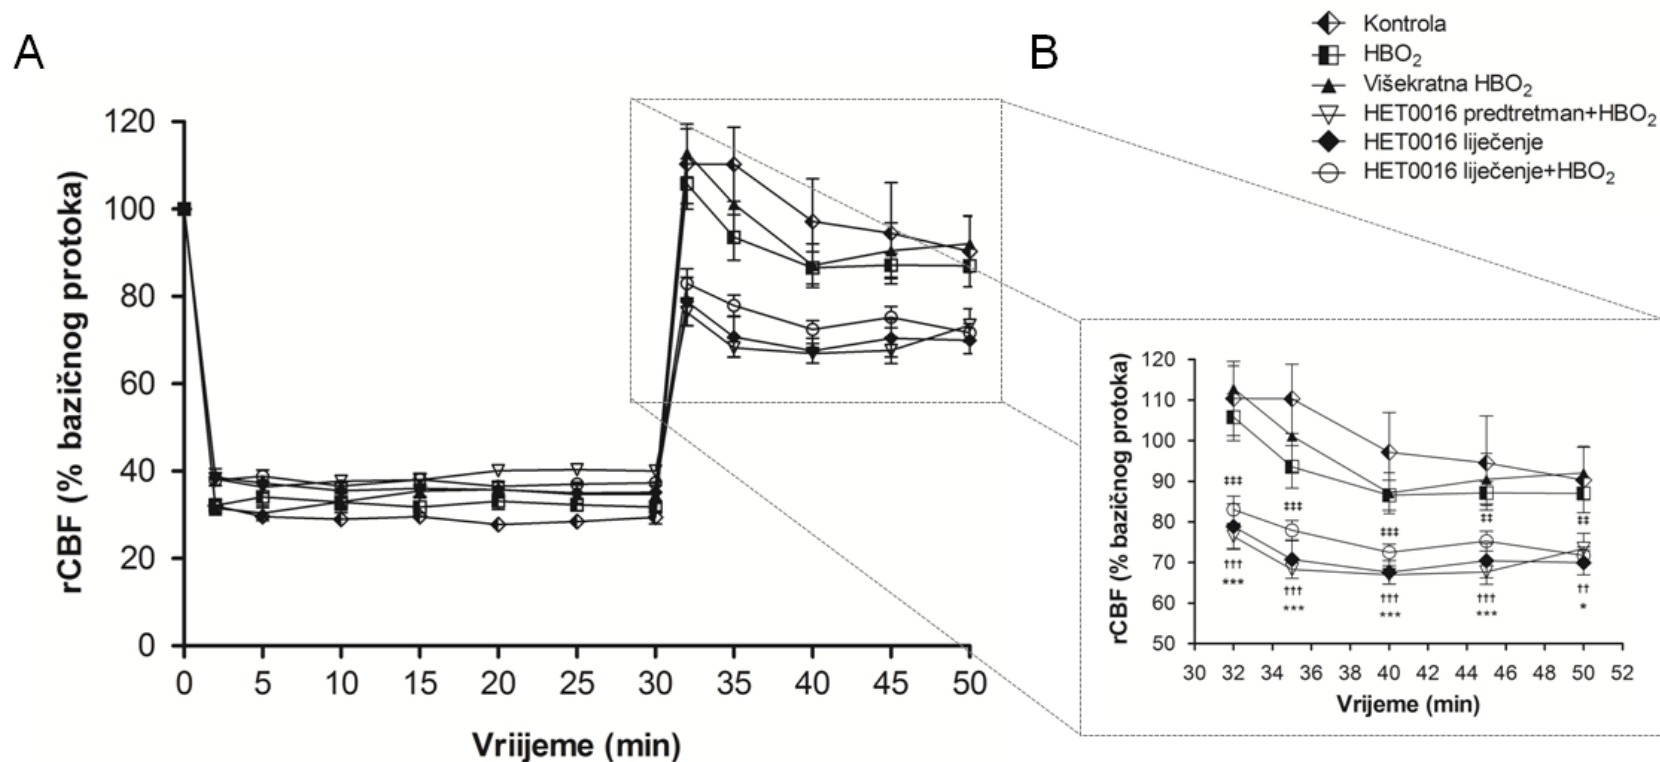 A
B
Kontrola
HBO₂
Višekratna HBO₂
HET0016 predtretman+HBO₂
HET0016 liječenje
HET0016 liječenje+HBO₂
rCBF (% bazičnog protoka)
120
100
80
60
40
20
0
0 5 10 15 20 25 30 35 40 45 50
Vriijeme (min)
rCBF (% bazičnog protoka)
120
110
100
90
80
70
60
50
‡‡‡ ‡‡‡ ‡‡‡ ‡‡ ‡‡
††† ††† ††† ††† ††
*** *** *** *** *
30 32 34 36 38 40 42 44 46 48 50 52
Vrijeme (min)